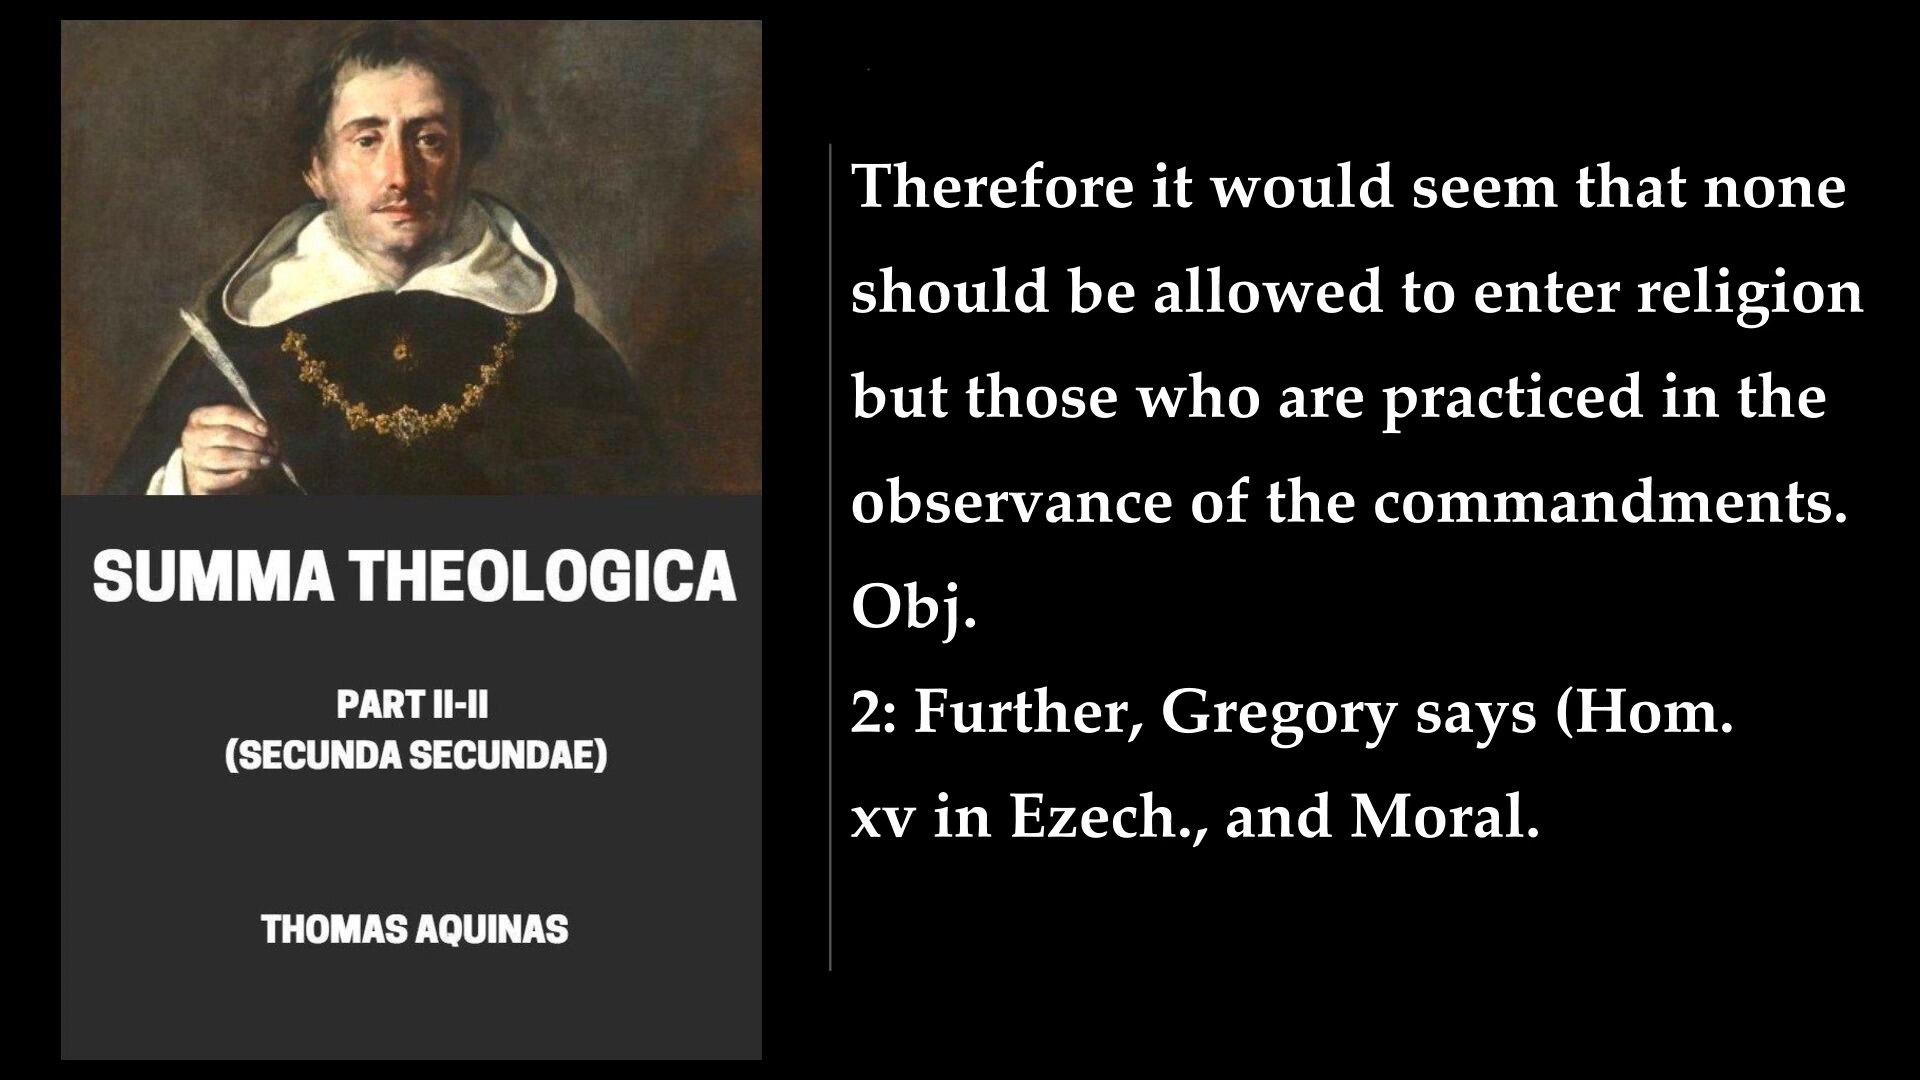 SUMMA THEOLOGICA
PART II-II
(SECUNDA SECUNDAE)
THOMAS AQUINAS
Therefore it would seem that none
should be allowed to enter religion
but those who are practiced in the
observance of the commandments.
Obj.
2: Further, Gregory says (Hom.
xv in Ezech., and Moral.